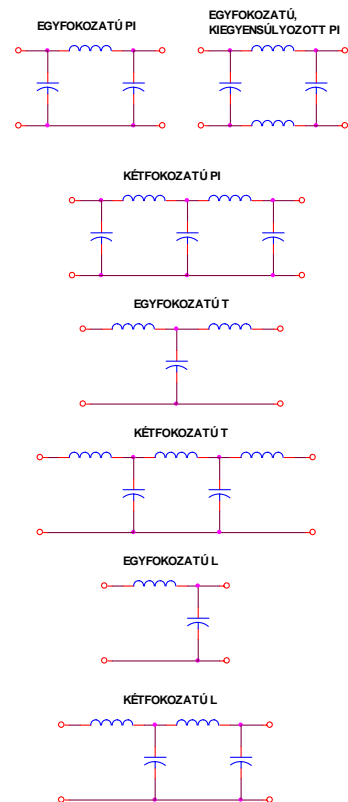 EGYFOKOZATÚ PI
EGYFOKOZATÚ,
KIEGYENSÚLYOZOTT PI
KÉTFOKOZATÚ PI
EGYFOKOZATÚ T
KÉTFOKOZATÚ T
EGYFOKOZATÚ L
KÉTFOKOZATÚ L